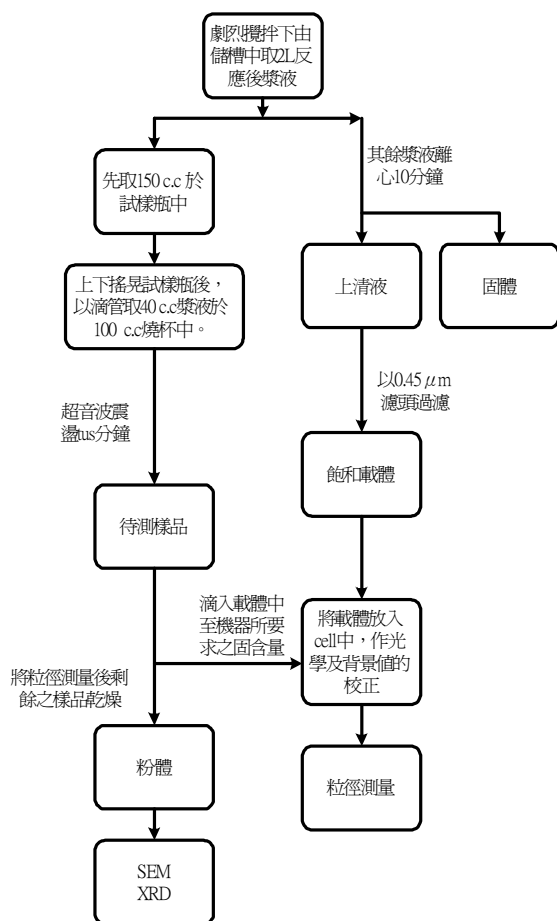 劇烈攪拌下由
儲槽中取2L反
應後漿液
先取150 c.c 於
試樣瓶中
上下搖晃試樣瓶後，
以滴管取40 c.c漿液於
100 c.c燒杯中。
超音波震
盪tus分鐘
待測樣品
將粒徑測量後剩
餘之樣品乾燥
粉體
SEM
XRD
其餘漿液離
心10分鐘
上清液
固體
以0.45 μm
濾頭過濾
飽和載體
滴入載體中
至機器所要
求之固含量
將載體放入
cell中，作光
學及背景值的
校正
粒徑測量